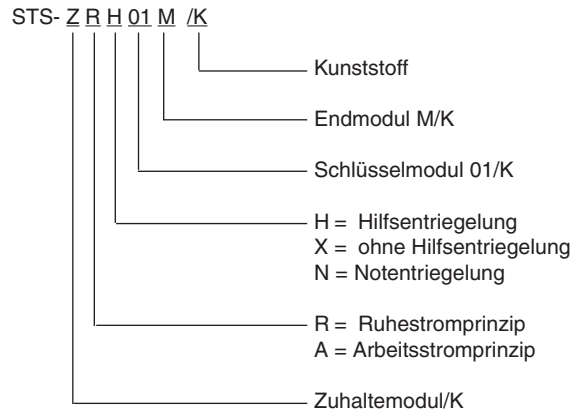 STS- Z R H 01 M /K
Kunststoff
Endmodul M/K
Schlüsselmodul 01/K
H = Hilfsentriegelung
X = ohne Hilfsentriegelung
N = Notentriegelung
R = Ruhestromprinzip
A = Arbeitsstromprinzip
Zuhaltemodul/K